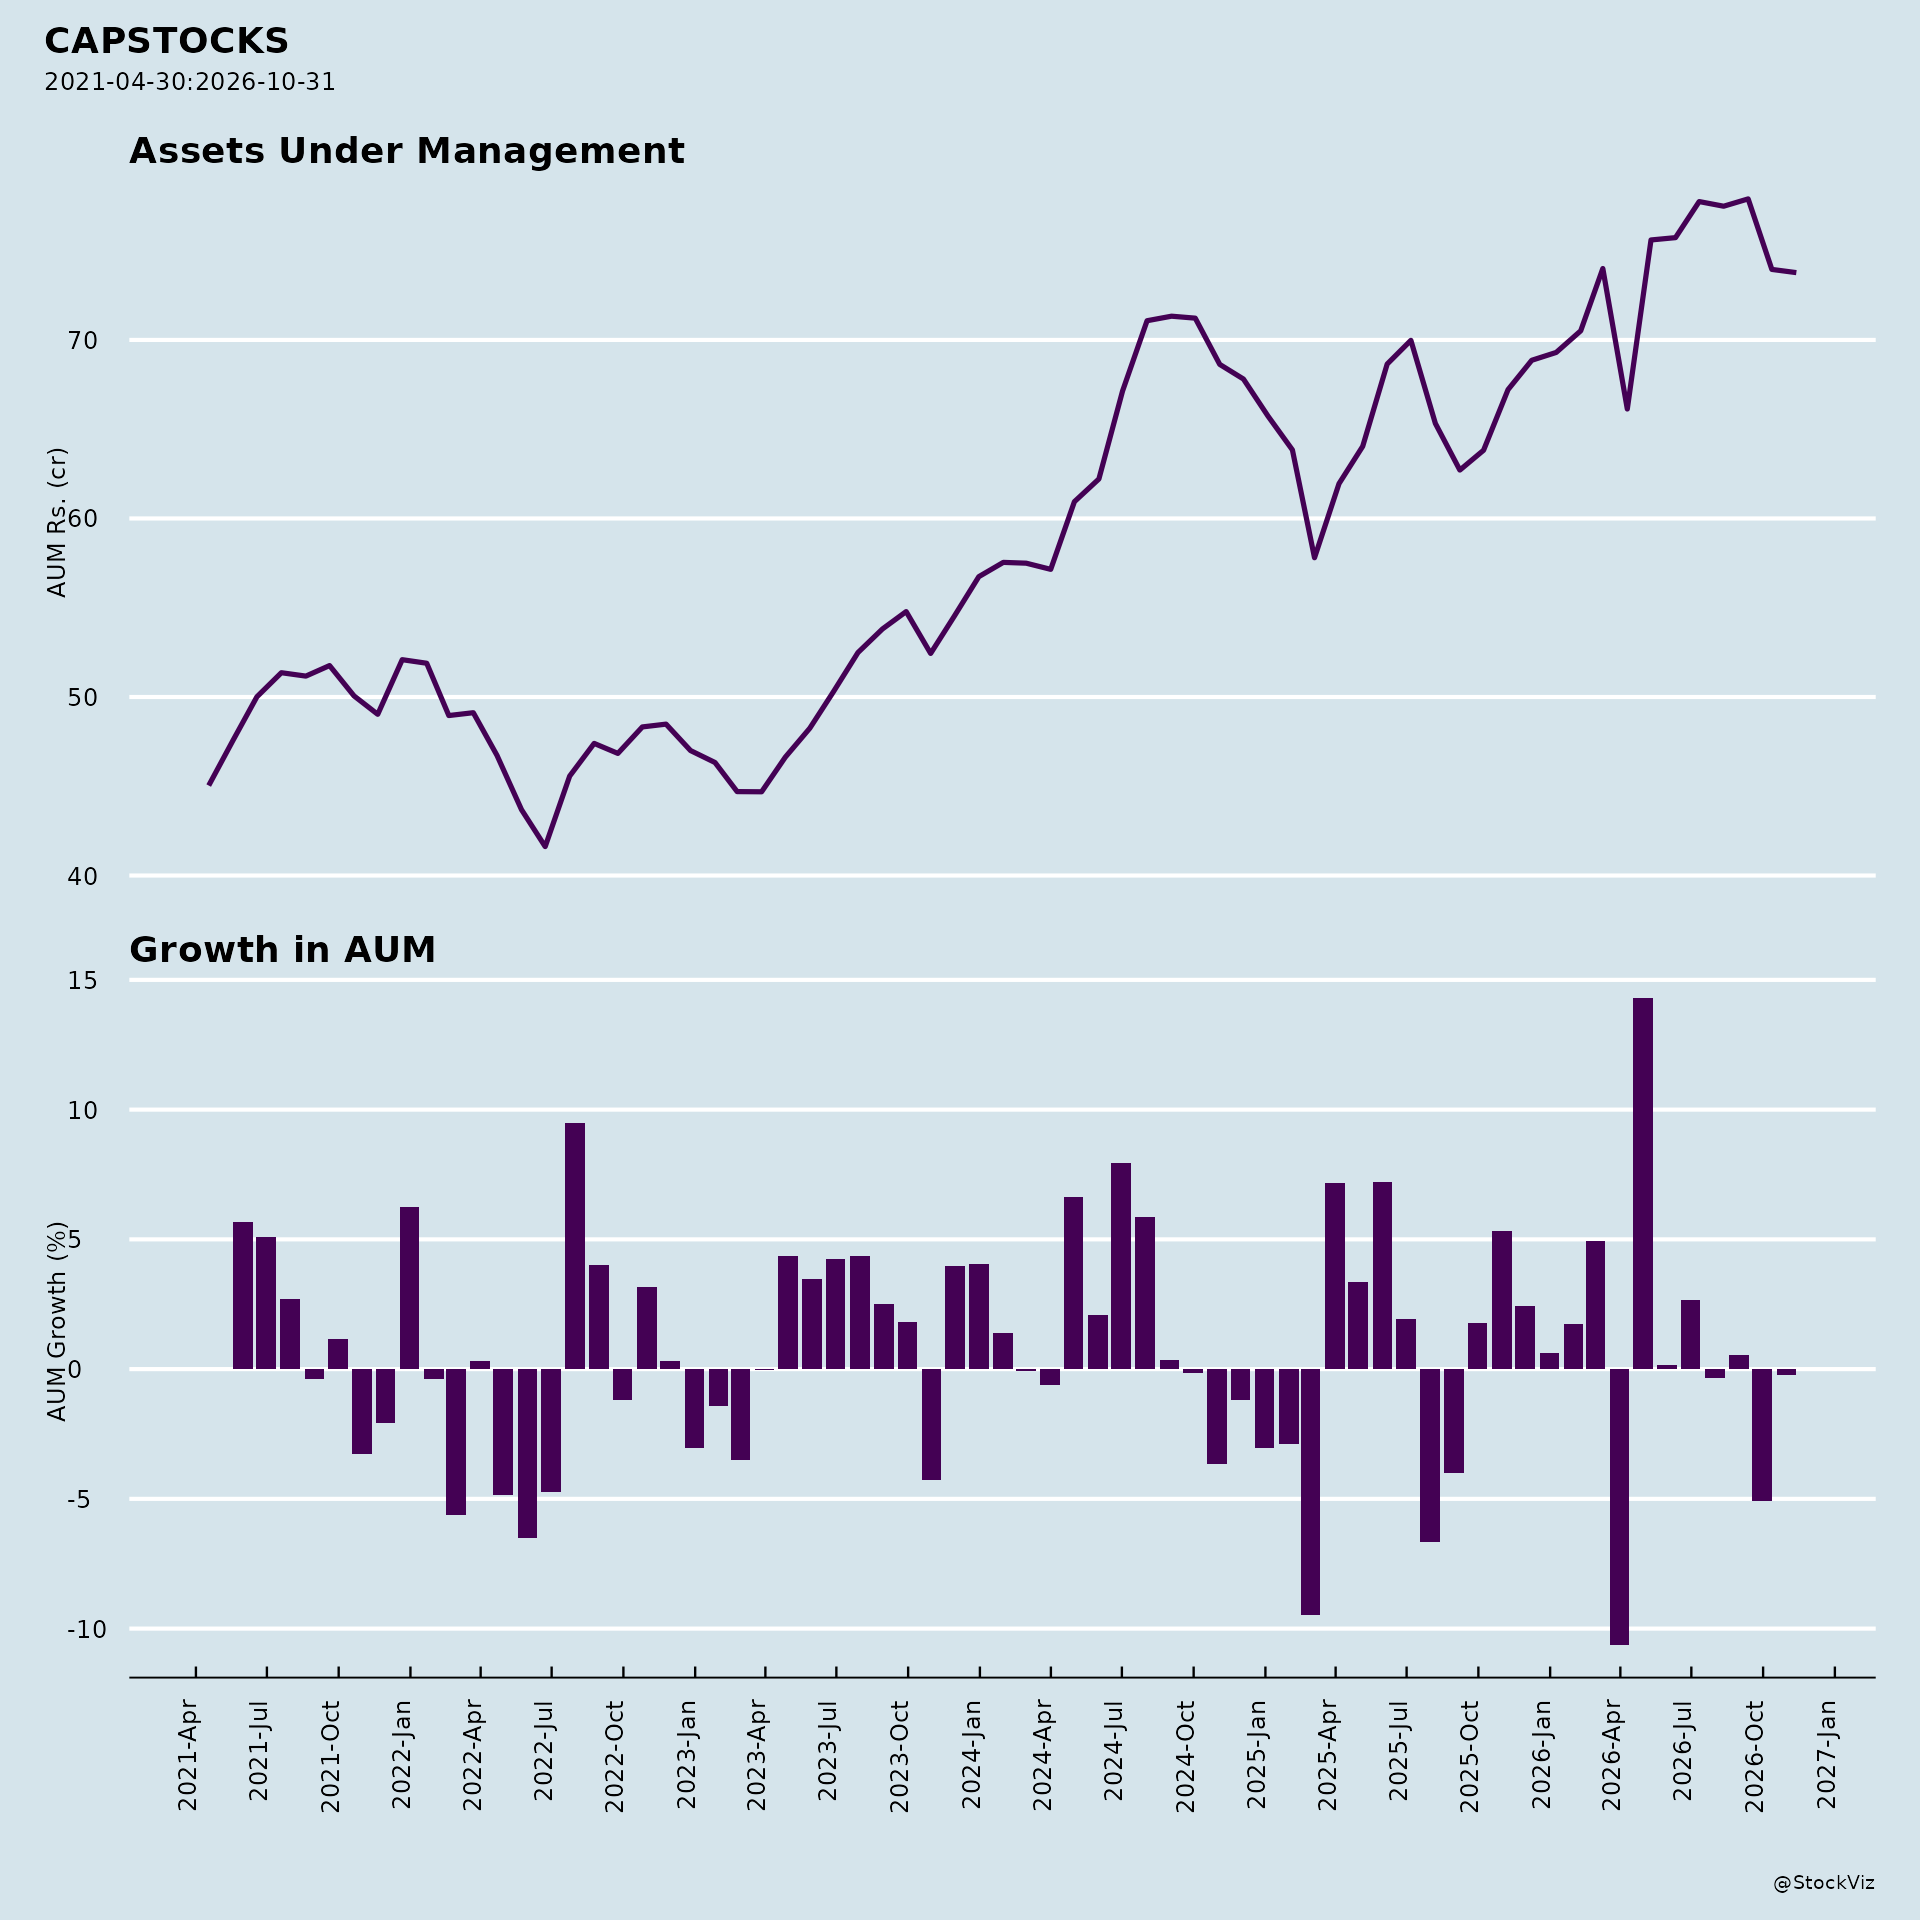 CAPSTOCKS
2021-04-30:2026-10-31
Assets Under Management
AUM Rs. (cr)
70
60
50
40
Growth in AUM
AUM Growth (%)
15
10
5
0
-5
-10
2021-Apr
2021-Jul
2021-Oct
2022-Jan
2022-Apr
2022-Jul
2022-Oct
2023-Jan
2023-Apr
2023-Jul
2023-Oct
2024-Jan
2024-Apr
2024-Jul
2024-Oct
2025-Jan
2025-Apr
2025-Jul
2025-Oct
2026-Jan
2026-Apr
2026-Jul
2026-Oct
2027-Jan
@StockViz